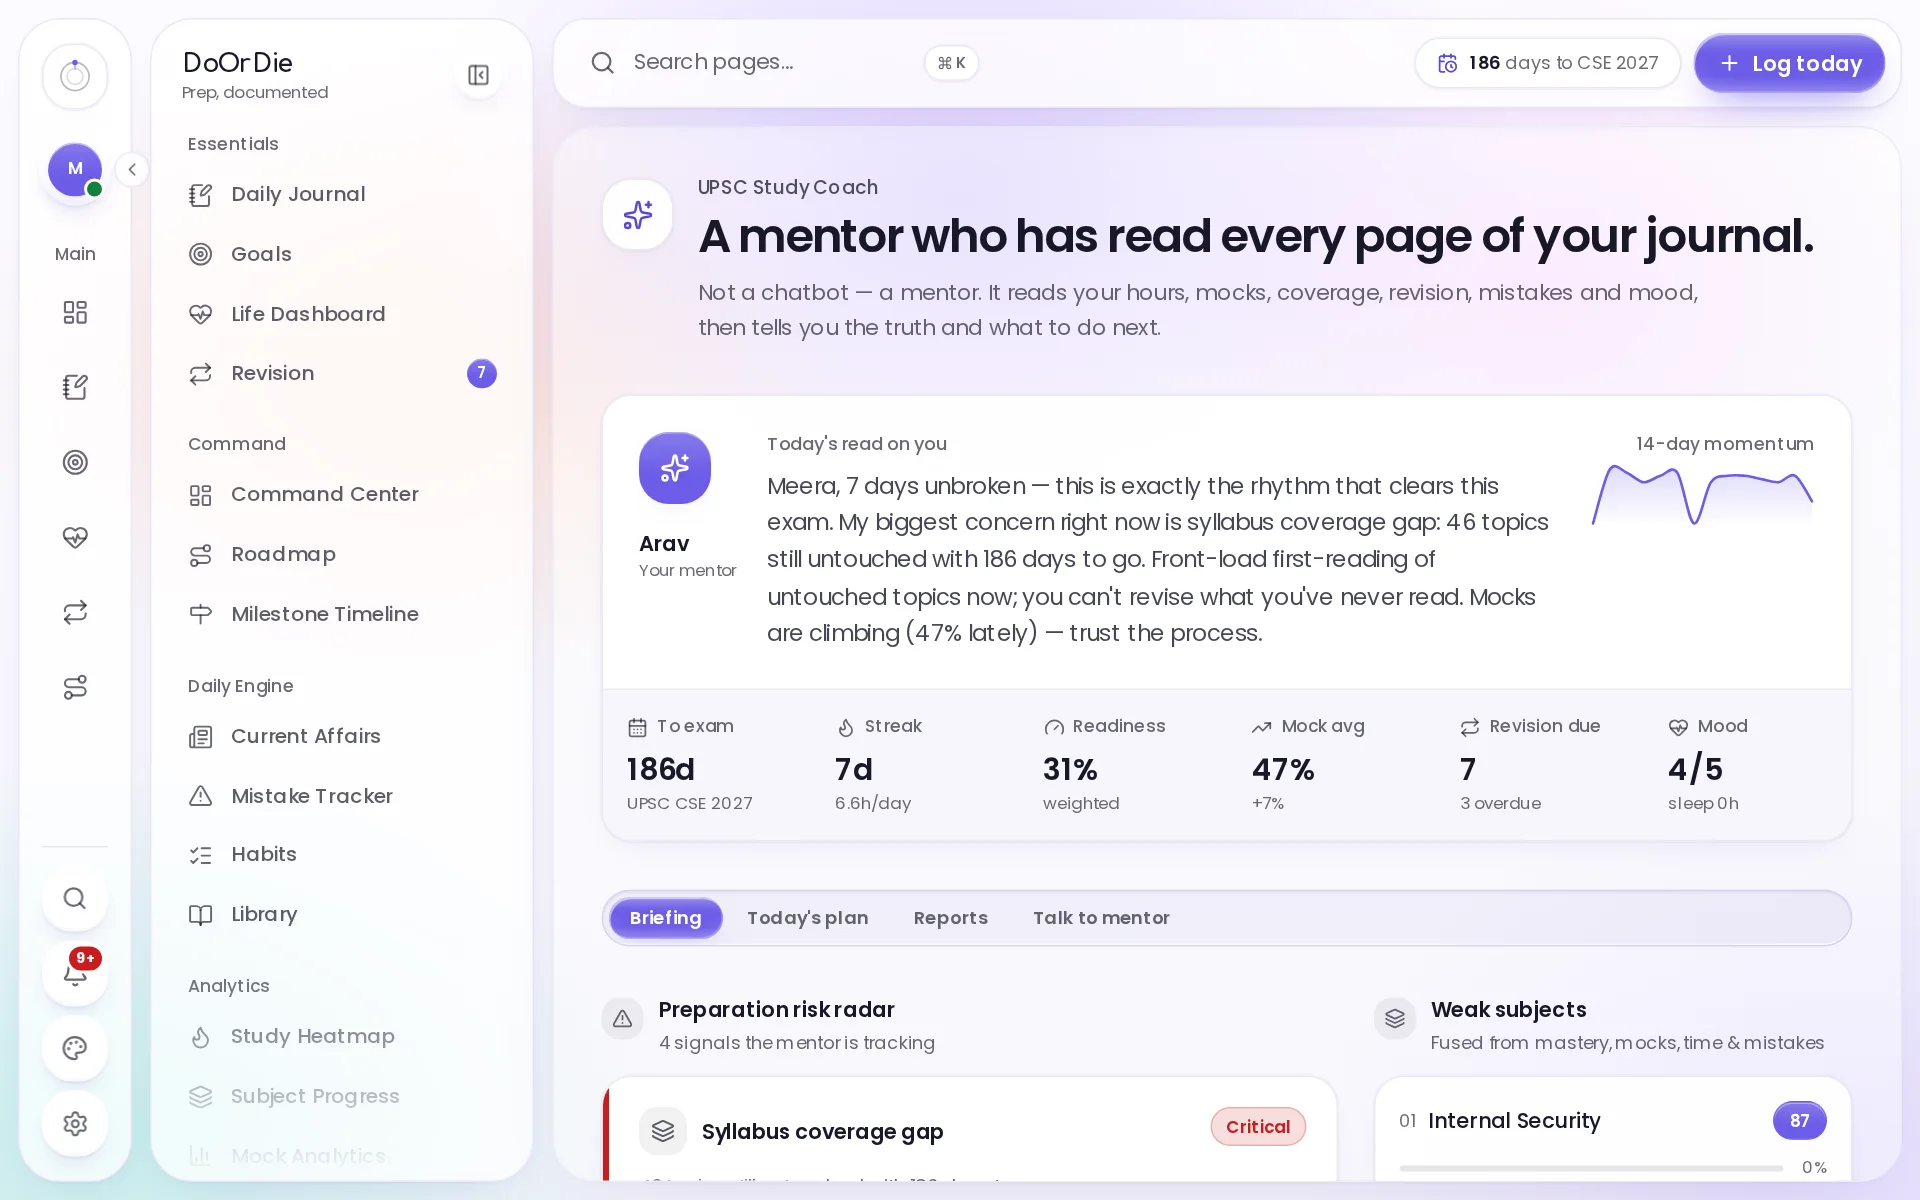 DoOrDie
Prep, documented
M
Main
9+
Essentials
Daily Journal
Goals
Life Dashboard
Revision
7
Command
Command Center
Roadmap
Milestone Timeline
Daily Engine
Current Affairs
Mistake Tracker
Habits
Library
Analytics
Study Heatmap
Subject Progress
Mock Analytics
Search pages...
⌘ K
186 days to CSE 2027
+ Log today
UPSC Study Coach
A mentor who has read every page of your journal.
Not a chatbot — a mentor. It reads your hours, mocks, coverage, revision, mistakes and mood,
then tells you the truth and what to do next.
Arav
Your mentor
Today's read on you
Meera, 7 days unbroken — this is exactly the rhythm that clears this
exam. My biggest concern right now is syllabus coverage gap: 46 topics
still untouched with 186 days to go. Front-load first-reading of
untouched topics now; you can't revise what you've never read. Mocks
are climbing (47% lately) — trust the process.
14-day momentum
To exam
186d
UPSC CSE 2027
Streak
7d
6.6h/day
Readiness
31%
weighted
Mock avg
47%
+7%
Revision due
7
3 overdue
Mood
4/5
sleep 0h
Briefing
Today's plan
Reports
Talk to mentor
Preparation risk radar
4 signals the mentor is tracking
Syllabus coverage gap
Critical
Weak subjects
Fused from mastery, mocks, time & mistakes
01 Internal Security
87
0%